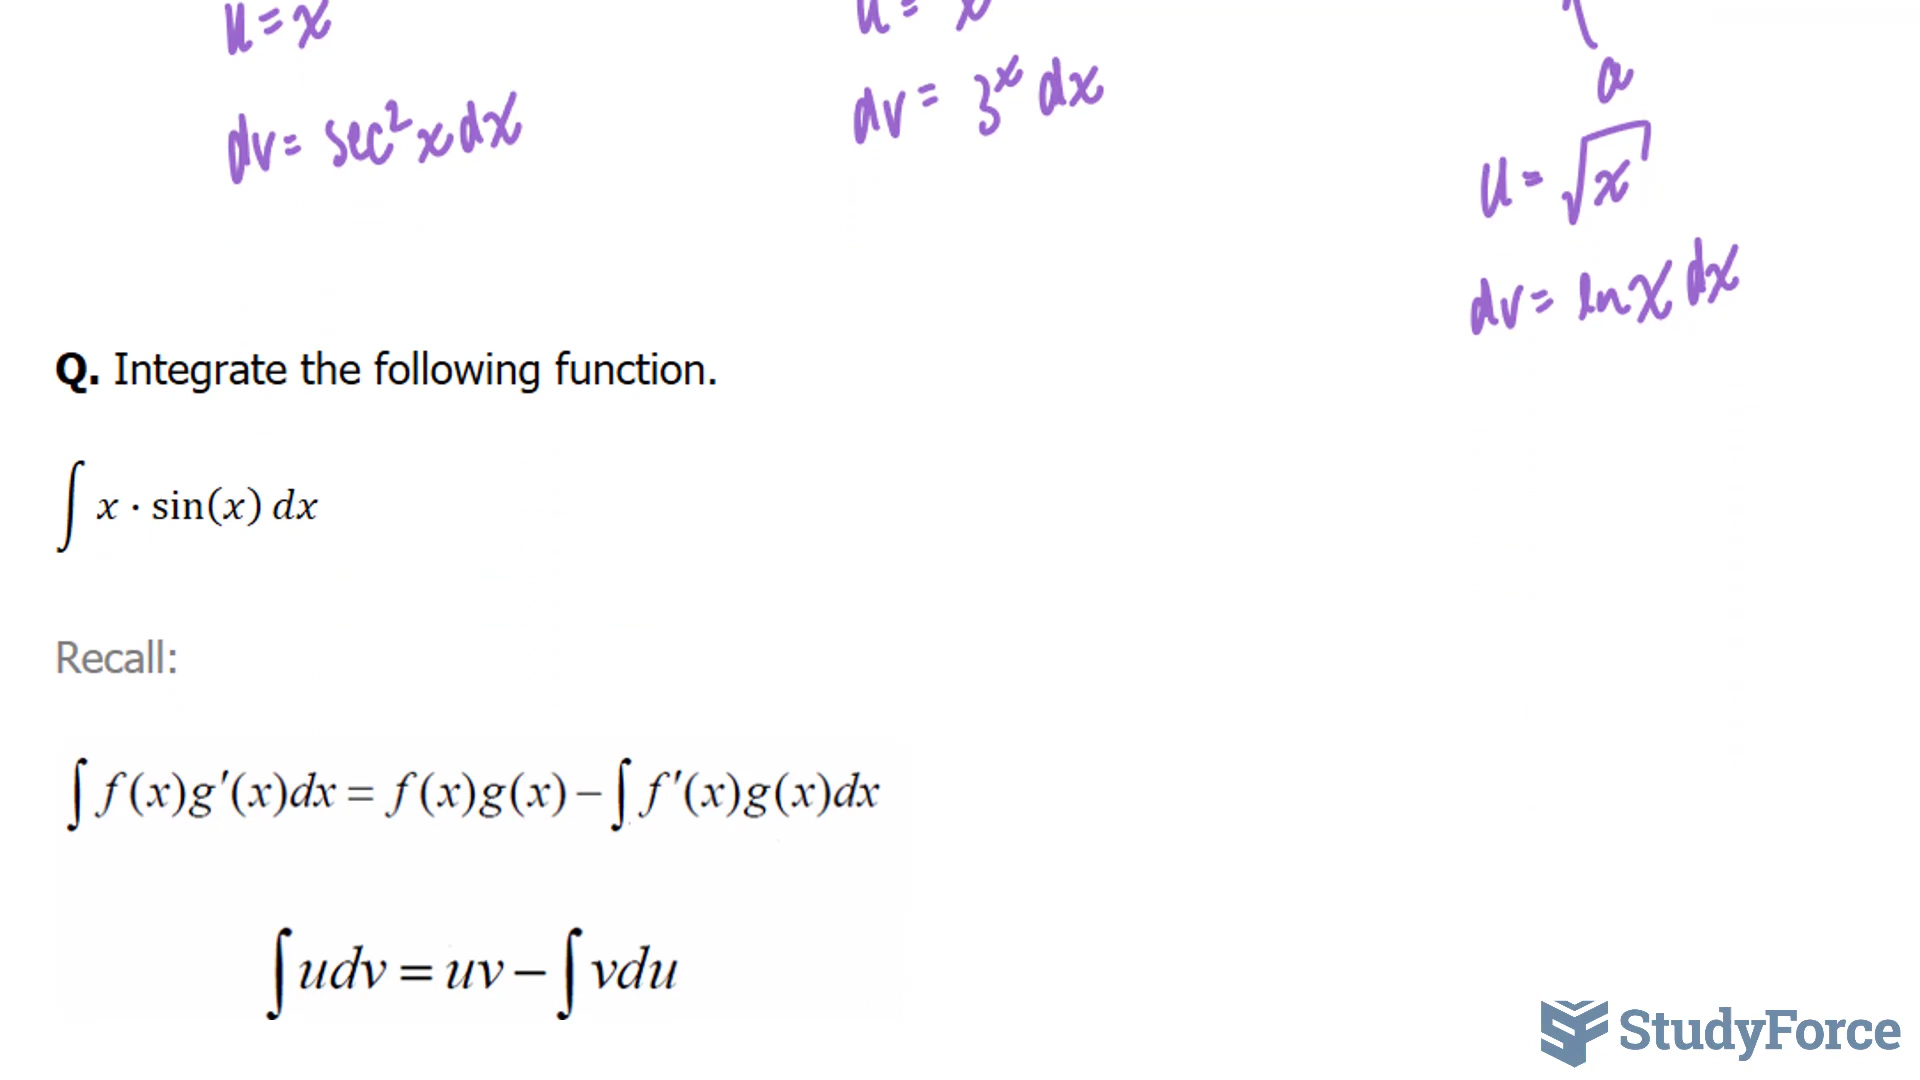 u = x
u = x
dv = sec² x dx
dv = 3ˣ dx
a
u = √x
dv = ln x dx
Q. Integrate the following function.
∫ x · sin(x) dx
Recall:
∫ f(x)g′(x)dx = f(x)g(x) − ∫ f′(x)g(x)dx
∫ udv = uv − ∫ vdu
StudyForce